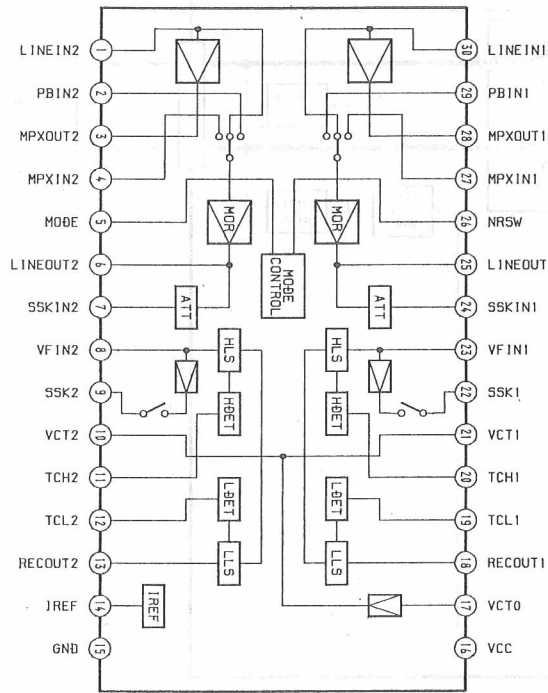 LINEIN2 1 30 LINEIN1
PBIN2 2 29 PBIN1
MPXOUT2 3 28 MPXOUT1
MPXIN2 4 27 MPXIN1
MODE 5 MOR MOR 26 NRSW
LINEOUT2 6 25 LINEOUT
MODE CONTROL
SSKIN2 7 ATT ATT 24 SSKIN1
VFIN2 8 HLS HLS 23 VFIN1
SSK2 9 HDET HDET 22 SSK1
VCT2 10 21 VCT1
TCH2 11 20 TCH1
TCL2 12 LDET LDET 19 TCL1
RECOUT2 13 LLS LLS 18 RECOUT1
IREF 14 IREF 17 VCTO
GND 15 16 VCC